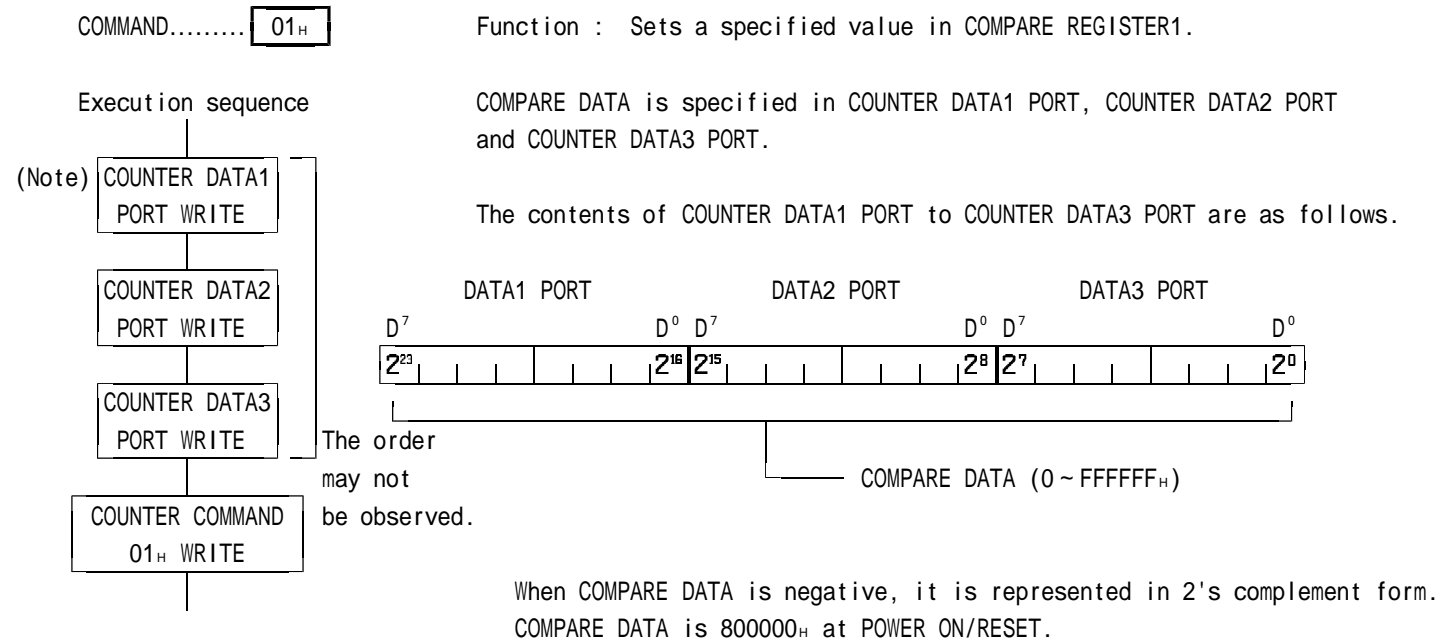 COMMAND......... 01H Function : Sets a specified value in COMPARE REGISTER1.
Execution sequence
COMPARE DATA is specified in COUNTER DATA1 PORT, COUNTER DATA2 PORT
and COUNTER DATA3 PORT.
(Note) COUNTER DATA1
PORT WRITE
The contents of COUNTER DATA1 PORT to COUNTER DATA3 PORT are as follows.
COUNTER DATA2
PORT WRITE
DATA1 PORT DATA2 PORT DATA3 PORT
D7 D0 D7 D0 D7 D0
2^23 2^16 2^15 2^8 2^7 2^0
COUNTER DATA3
PORT WRITE
The order
may not
be observed.
COMPARE DATA (0~FFFFFFH)
COUNTER COMMAND
01H WRITE
When COMPARE DATA is negative, it is represented in 2's complement form.
COMPARE DATA is 800000H at POWER ON/RESET.